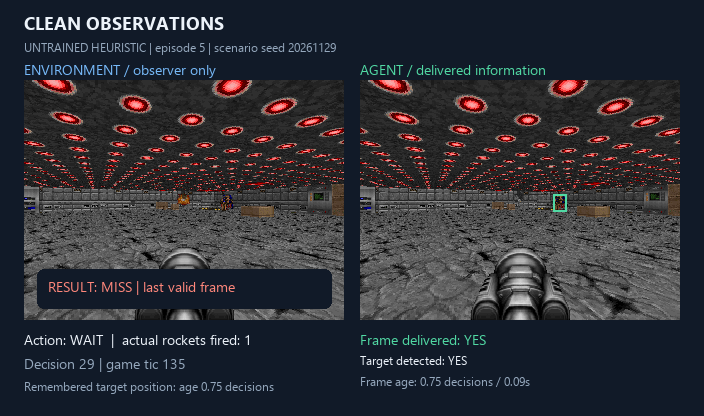 CLEAN OBSERVATIONS
UNTRAINED HEURISTIC | episode 5 | scenario seed 20261129
ENVIRONMENT / observer only
AGENT / delivered information
RESULT: MISS | last valid frame
Action: WAIT | actual rockets fired: 1
Frame delivered: YES
Decision 29 | game tic 135
Target detected: YES
Remembered target position: age 0.75 decisions
Frame age: 0.75 decisions / 0.09s